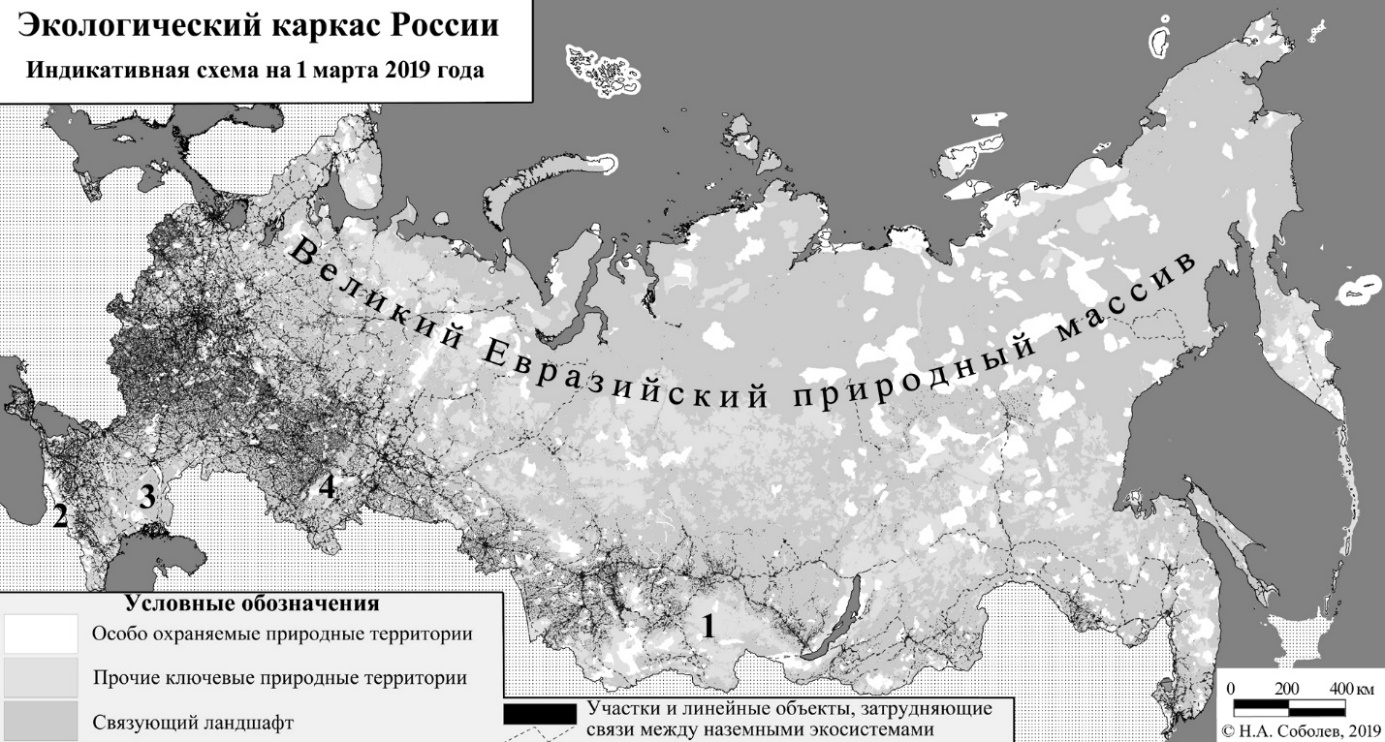 Экологический каркас России
Индикативная схема на 1 марта 2019 года
Великий Евразийский природный массив
1
2
3
4
Условные обозначения
Особо охраняемые природные территории
Прочие ключевые природные территории
Связующий ландшафт
Участки и линейные объекты, затрудняющие
связи между наземными экосистемами
0 200 400 км
© Н.А. Соболев, 2019